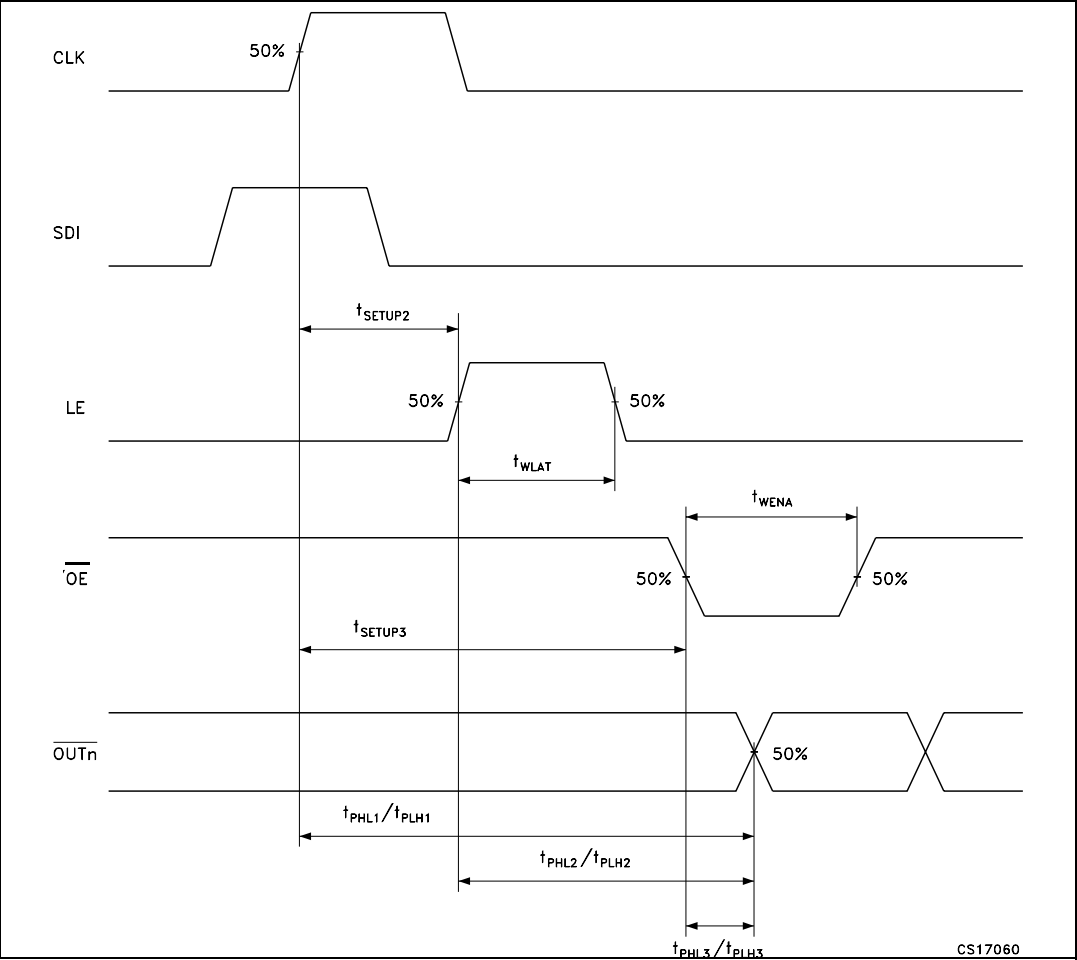 CLK
50%
SDI
tSETUP2
LE
50%
50%
tWLAT
tWENA
OE
50%
50%
tSETUP3
OUTn
50%
tPHL1/tPLH1
tPHL2/tPLH2
tPHL3/tPLH3
CS17060